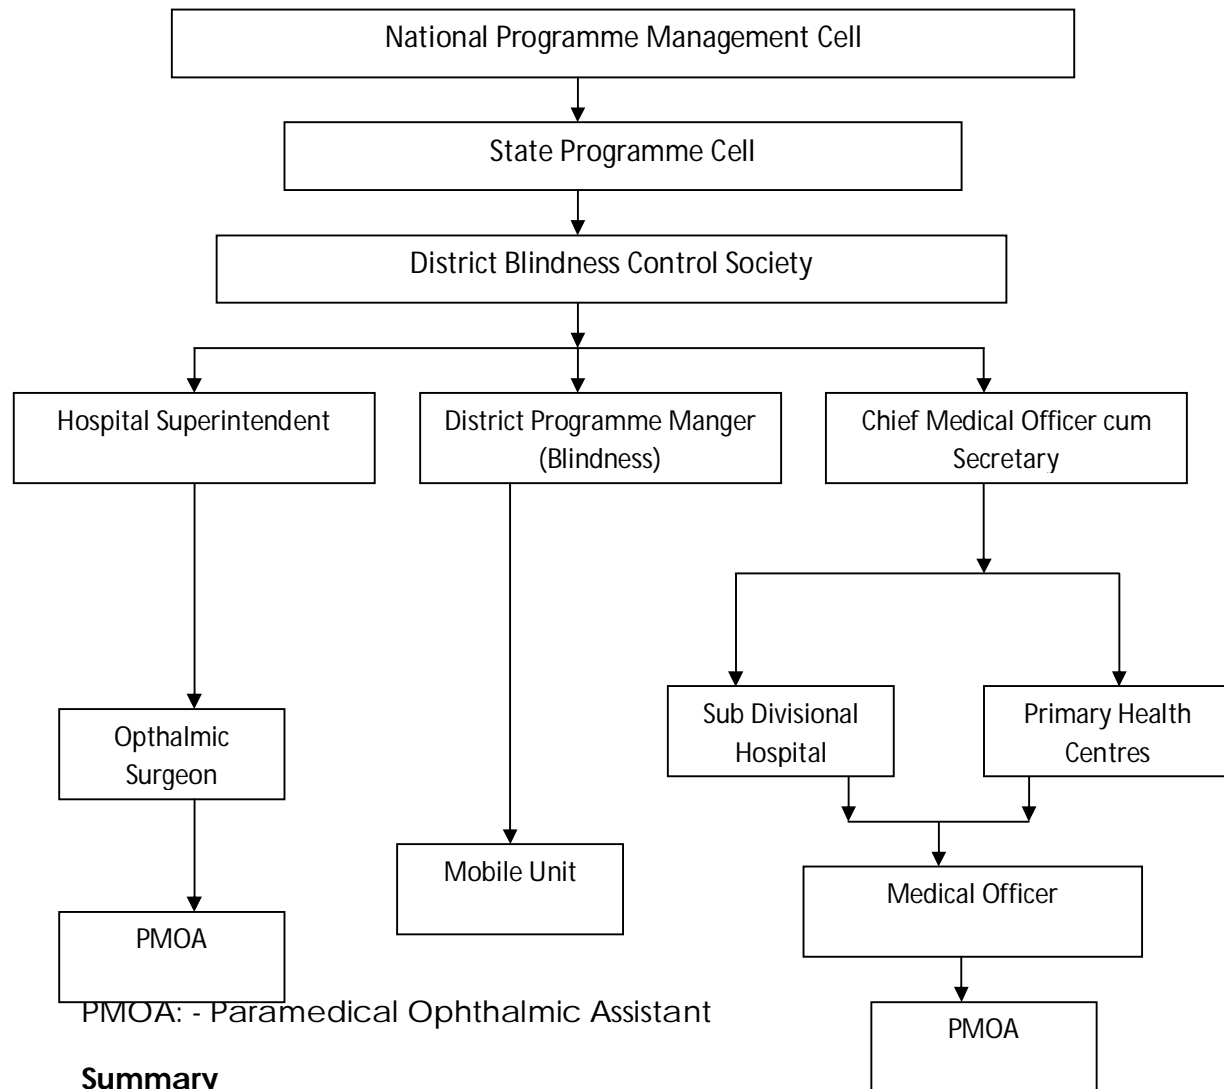 National Programme Management Cell
State Programme Cell
District Blindness Control Society
Hospital Superintendent
District Programme Manger
(Blindness)
Chief Medical Officer cum
Secretary
Sub Divisional
Hospital
Primary Health
Centres
Opthalmic
Surgeon
Mobile Unit
Medical Officer
PMOA
PMOA: - Paramedical Ophthalmic Assistant
PMOA
Summary